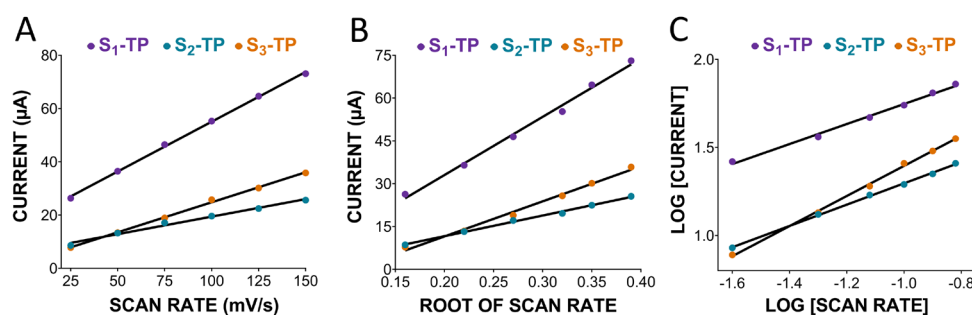 A
S₁-TP S₂-TP S₃-TP
CURRENT (µA)
80
60
40
20
0
25 50 75 100 125 150
SCAN RATE (mV/s)
B
S₁-TP S₂-TP S₃-TP
CURRENT (µA)
75
60
45
30
15
0
0.15 0.20 0.25 0.30 0.35 0.40
ROOT OF SCAN RATE
C
S₁-TP S₂-TP S₃-TP
LOG [CURRENT]
2.0
1.5
1.0
-1.6 -1.4 -1.2 -1.0 -0.8
LOG [SCAN RATE]